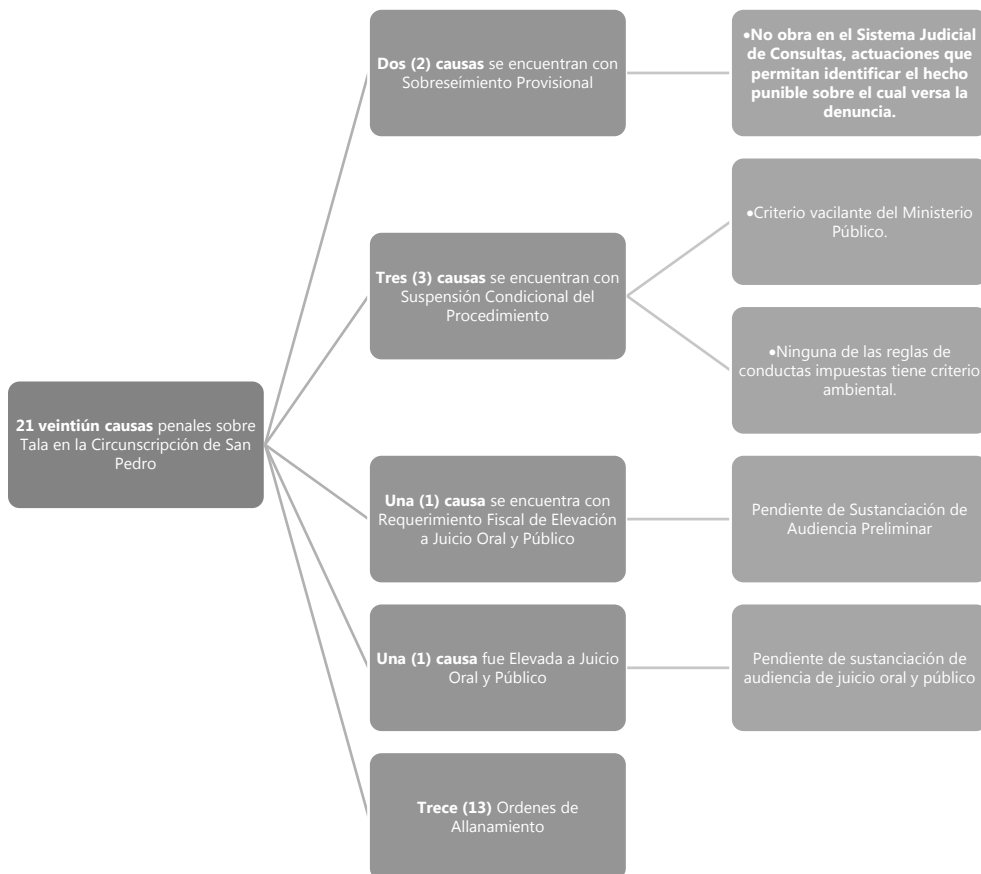 Dos (2) causas se encuentran con
Sobreseímiento Provisional
•No obra en el Sistema Judicial
de Consultas, actuaciones que
permitan identificar el hecho
punible sobre el cual versa la
denuncia.
Tres (3) causas se encuentran con
Suspensión Condicional del
Procedimiento
•Criterio vacilante del Ministerio
Público.
•Ninguna de las reglas de
conductas impuestas tiene criterio
ambiental.
21 veintiún causas penales sobre
Tala en la Circunscripción de San
Pedro
Una (1) causa se encuentra con
Requerimiento Fiscal de Elevación
a Juicio Oral y Público
Pendiente de Sustanciación de
Audiencia Preliminar
Una (1) causa fue Elevada a Juicio
Oral y Público
Pendiente de sustanciación de
audiencia de juicio oral y público
Trece (13) Ordenes de
Allanamiento